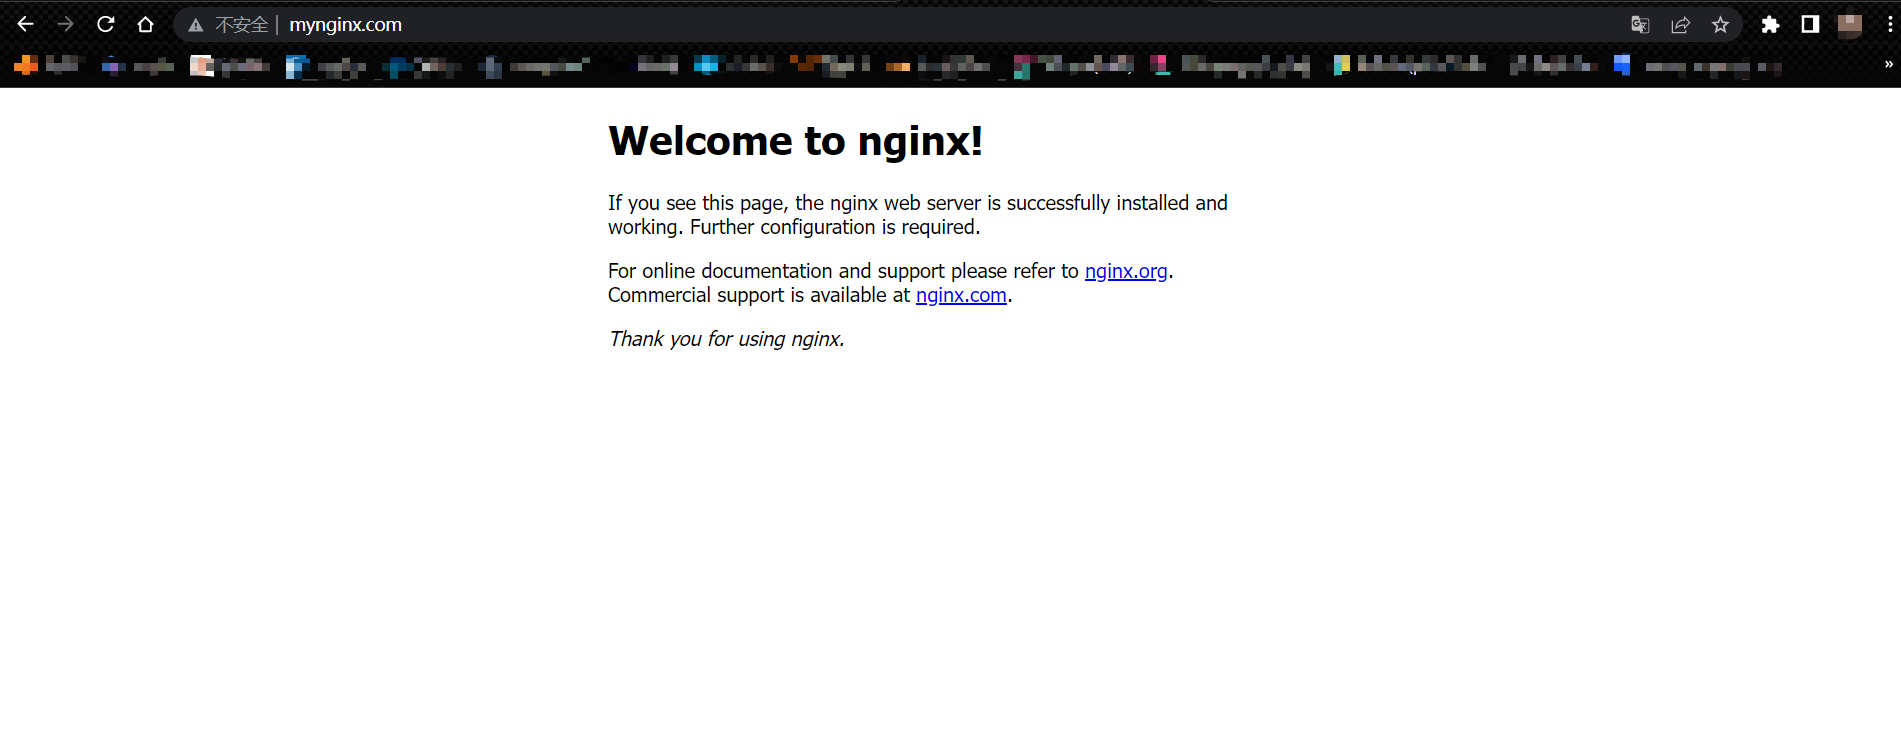 不安全 | mynginx.com
»
Welcome to nginx!
If you see this page, the nginx web server is successfully installed and
working. Further configuration is required.
For online documentation and support please refer to nginx.org.
Commercial support is available at nginx.com.
Thank you for using nginx.